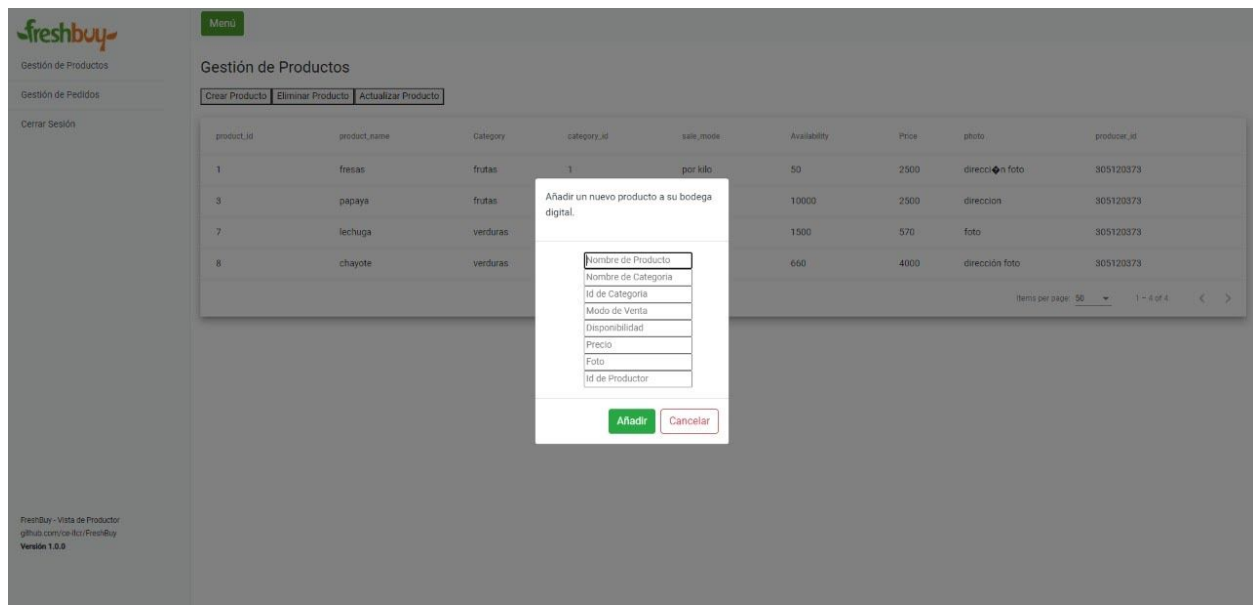 freshbuy
Menú
Gestión de Productos
Gestión de Pedidos
Cerrar Sesión
Gestión de Productos
Crear Producto Eliminar Producto Actualizar Producto
product_id product_name Category category_id sale_mode Availability Price photo producer_id
1 fresas frutas 1 por kilo 50 2500 direcci�n foto 305120373
3 papaya frutas 10000 2500 direccion 305120373
7 lechuga verduras 1500 570 foto 305120373
8 chayote verduras 660 4000 dirección foto 305120373
Items per page: 50 1 – 4 of 4
Añadir un nuevo producto a su bodega
digital.
Nombre de Producto
Nombre de Categoria
Id de Categoria
Modo de Venta
Disponibilidad
Precio
Foto
Id de Productor
Añadir Cancelar
FreshBuy - Vista de Productor
github.com/ce-itcr/FreshBuy
Versión 1.0.0